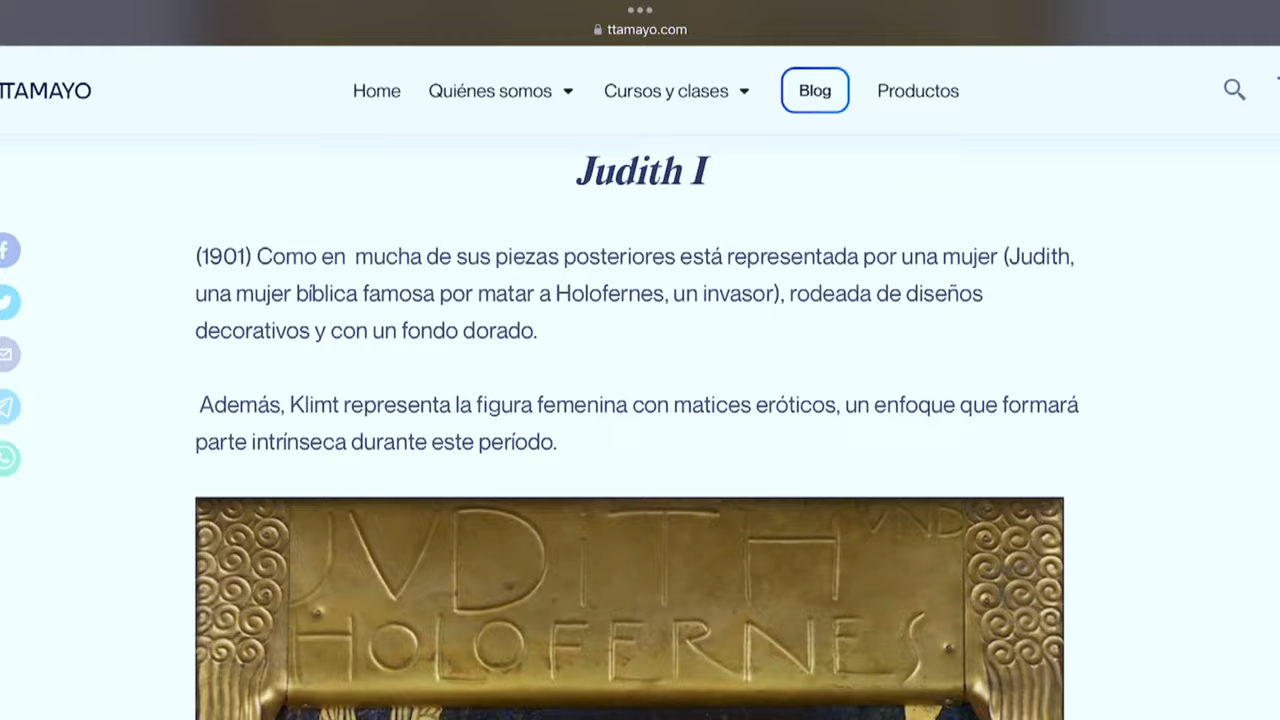 ttamayo.com
TTAMAYO
Home Quiénes somos Cursos y clases Blog Productos
Judith I
(1901) Como en mucha de sus piezas posteriores está representada por una mujer (Judith,
una mujer bíblica famosa por matar a Holofernes, un invasor), rodeada de diseños
decorativos y con un fondo dorado.
Además, Klimt representa la figura femenina con matices eróticos, un enfoque que formará
parte intrínseca durante este período.
JVDITH VND
HOLOFERNES